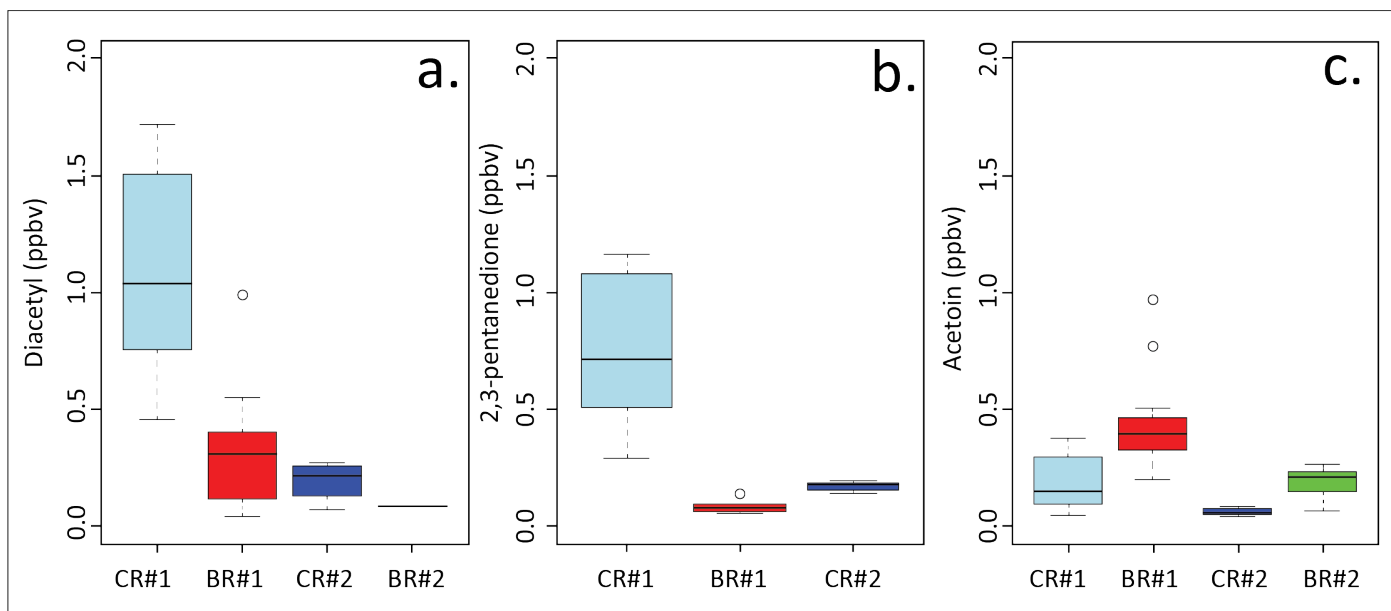 a.
Diacetyl (ppbv)
2.0
1.5
1.0
0.5
0.0
CR#1 BR#1 CR#2 BR#2
b.
2,3-pentanedione (ppbv)
2.0
1.5
1.0
0.5
0.0
CR#1 BR#1 CR#2
c.
Acetoin (ppbv)
2.0
1.5
1.0
0.5
0.0
CR#1 BR#1 CR#2 BR#2